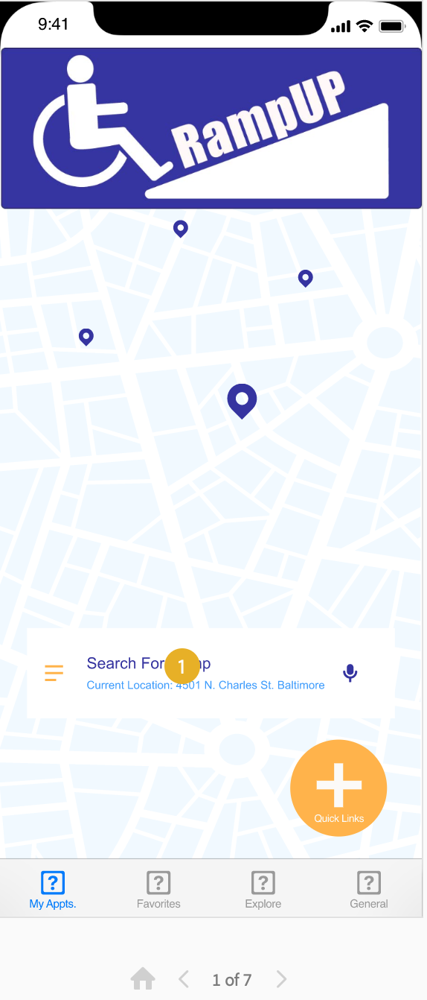 9:41
RampUP
Search For
1
Current Location: 4501 N. Charles St. Baltimore
Quick Links
? ? ? ?
My Appts. Favorites Explore General
1 of 7